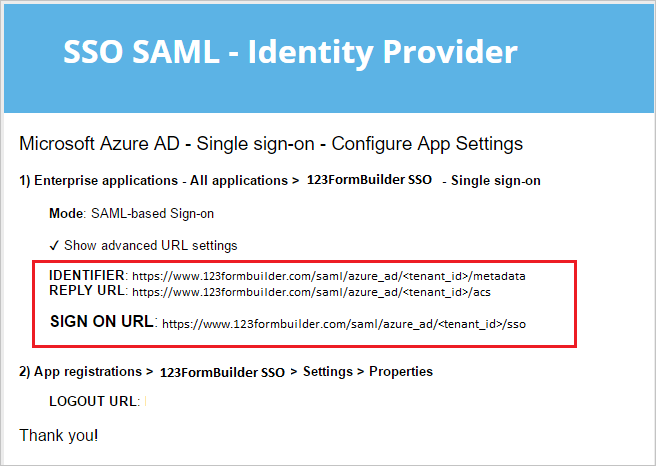 SSO SAML - Identity Provider
Microsoft Azure AD - Single sign-on - Configure App Settings
1) Enterprise applications - All applications > 123FormBuilder SSO - Single sign-on
Mode: SAML-based Sign-on
✓ Show advanced URL settings
IDENTIFIER: https://www.123formbuilder.com/saml/azure_ad/<tenant_id>/metadata
REPLY URL: https://www.123formbuilder.com/saml/azure_ad/<tenant_id>/acs
SIGN ON URL: https://www.123formbuilder.com/saml/azure_ad/<tenant_id>/sso
2) App registrations > 123FormBuilder SSO > Settings > Properties
LOGOUT URL:
Thank you!